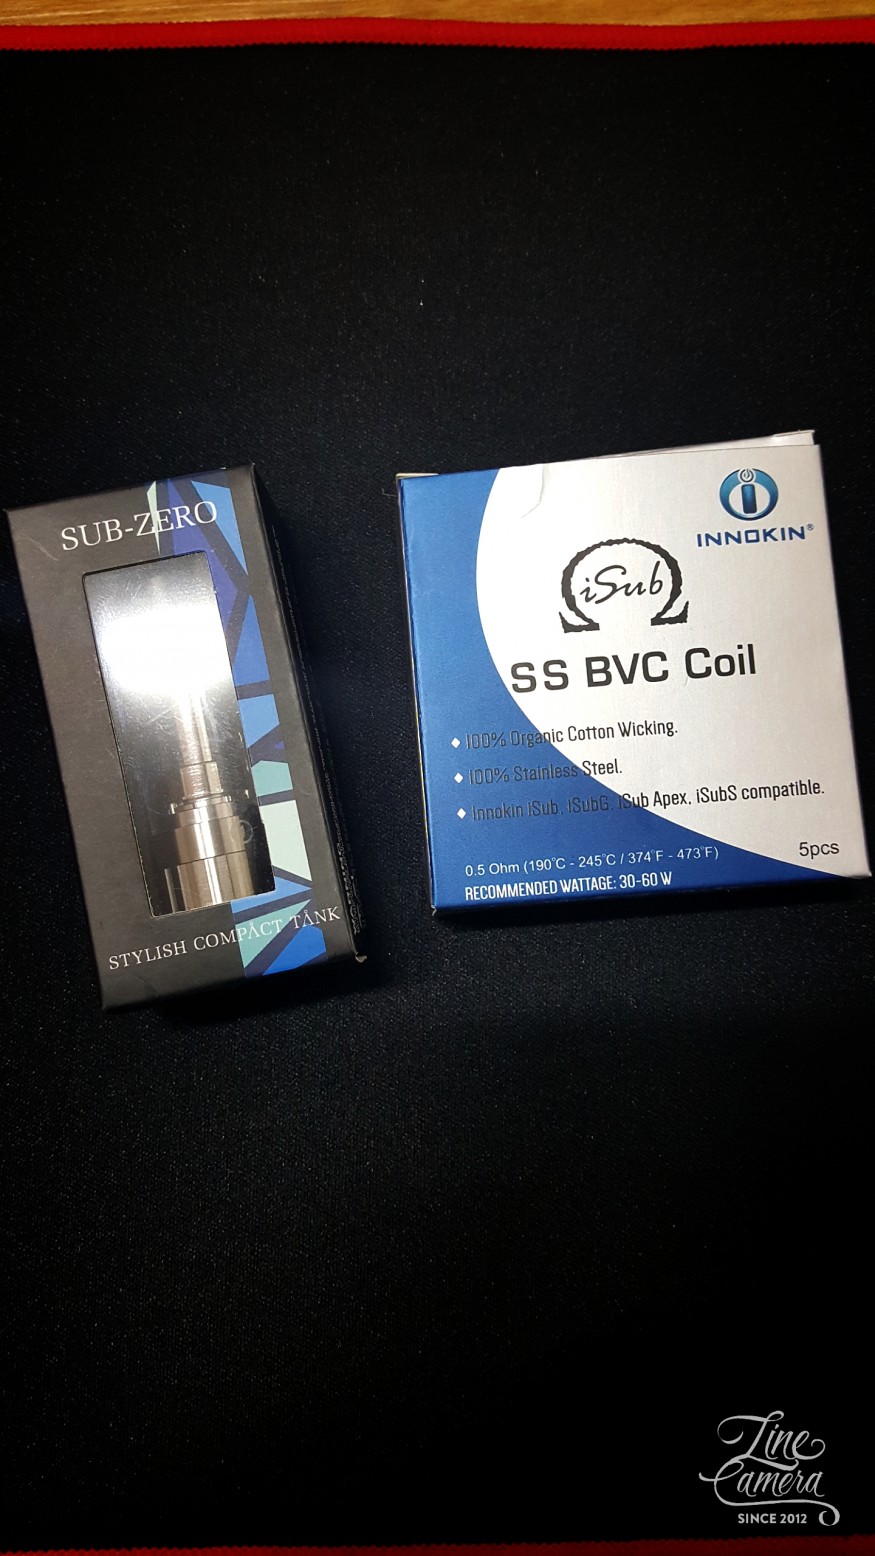 SUB-ZERO
STYLISH COMPΛCT TÅNK
INNOKIN®
iSub
SS BVC Coil
100% Organic Cotton Wicking.
100% Stainless Steel.
Innokin iSub, iSubG, iSub Apex, iSubS compatible.
5pcs
0.5 Ohm (190°C - 245°C / 374°F - 473°F)
RECOMMENDED WATTAGE: 30-60 W
Line
Camera
SINCE 2012